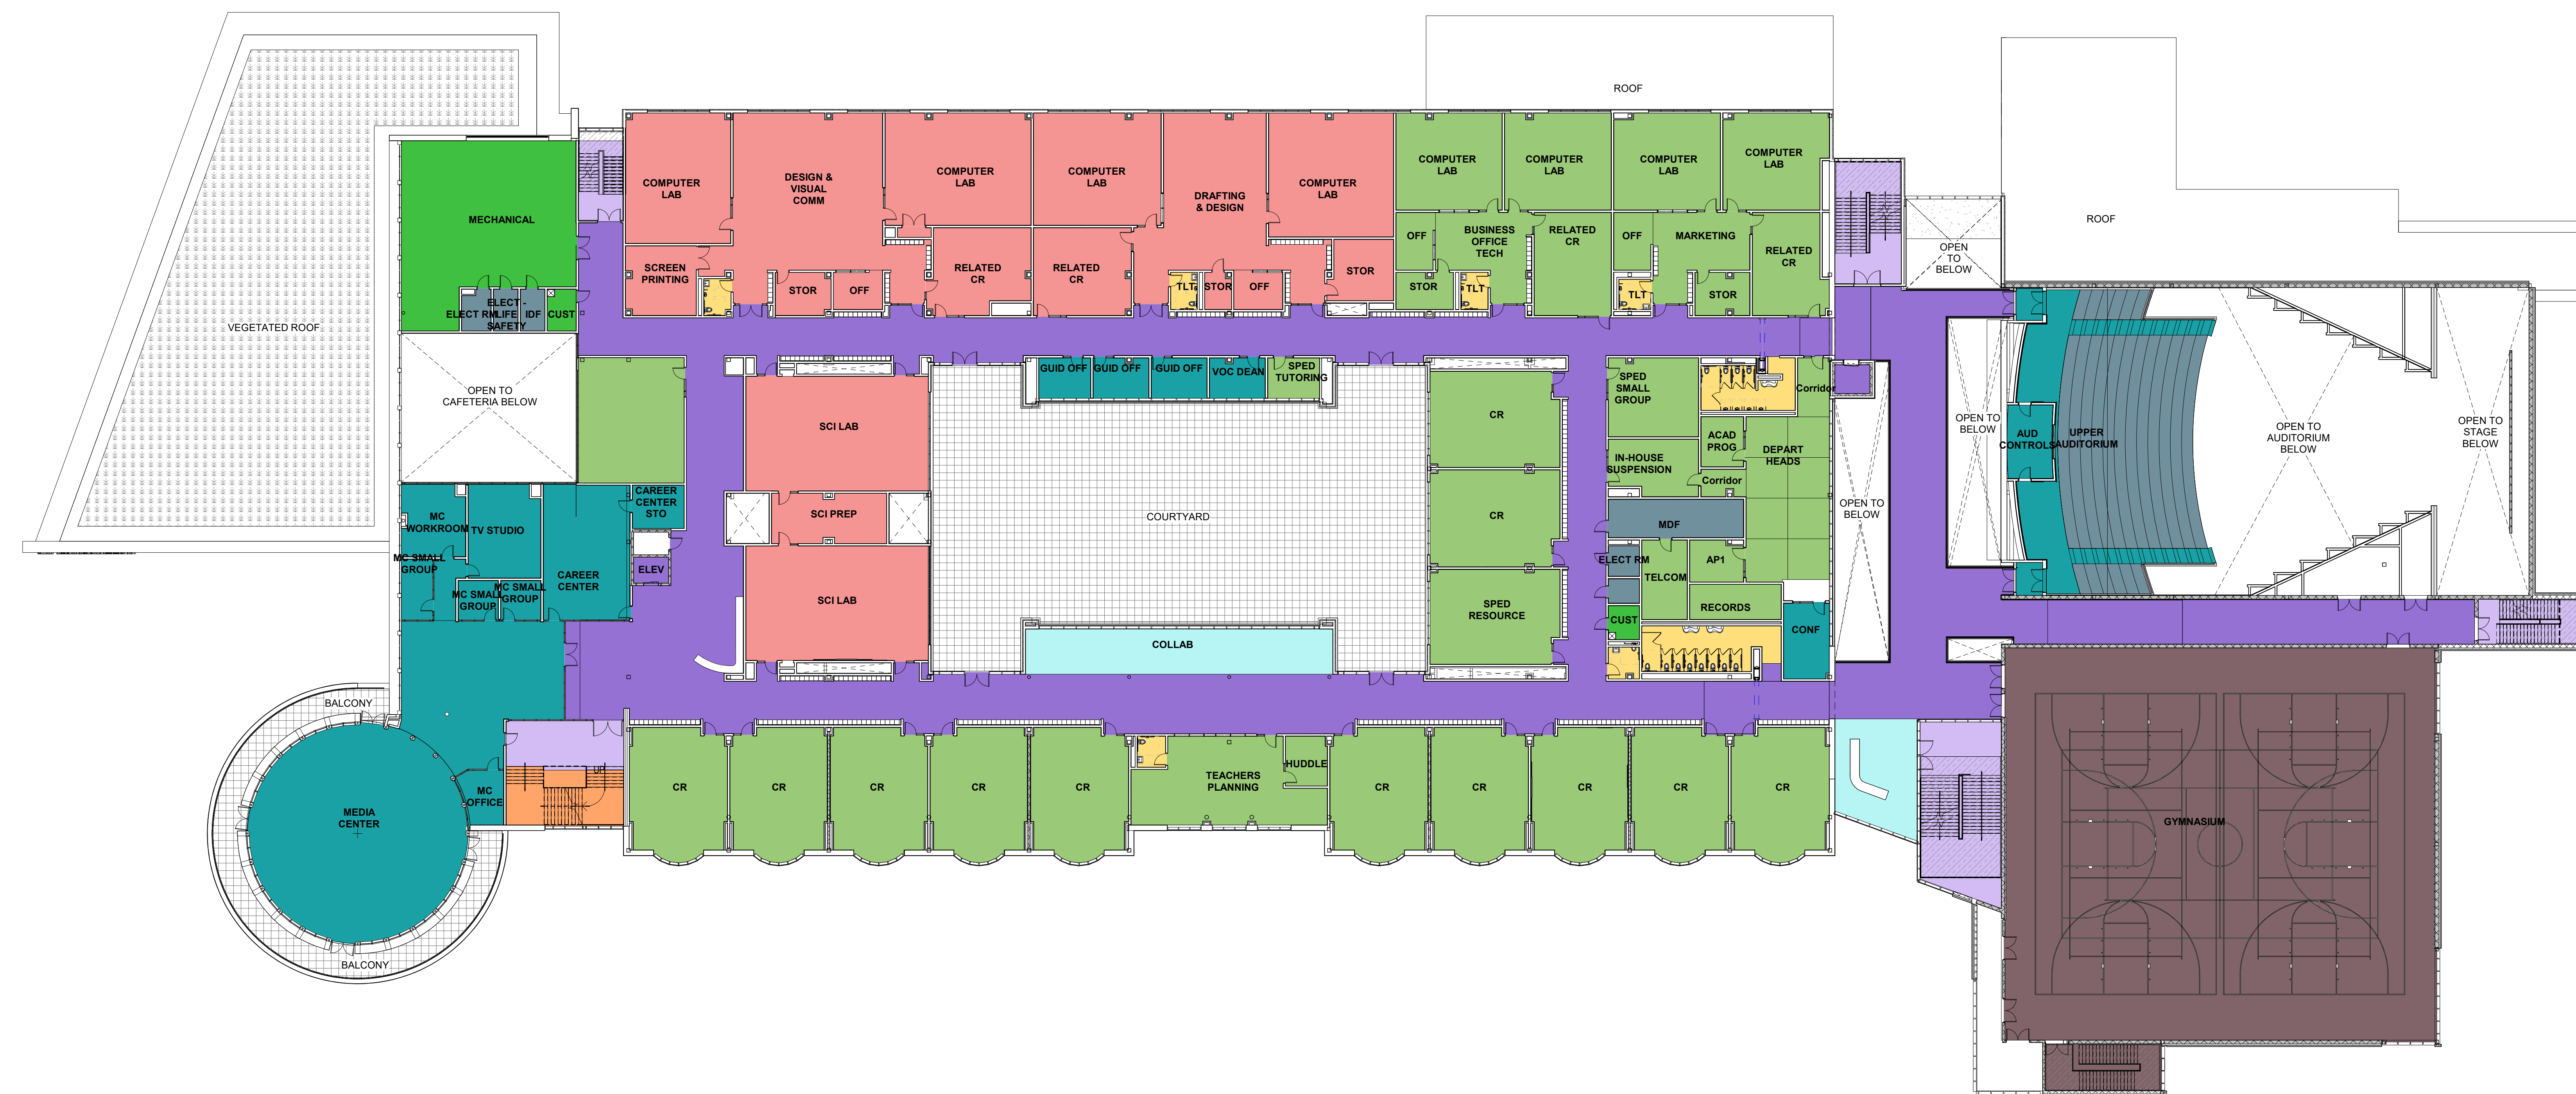 ROOF
COMPUTER
LAB
DESIGN &
VISUAL
COMM
COMPUTER
LAB
COMPUTER
LAB
DRAFTING
& DESIGN
COMPUTER
LAB
COMPUTER
LAB
COMPUTER
LAB
COMPUTER
LAB
COMPUTER
LAB
MECHANICAL
ROOF
SCREEN
PRINTING
STOR
OFF
RELATED
CR
RELATED
CR
TLT
STOR
OFF
STOR
OFF
BUSINESS
OFFICE
TECH
STOR
TLT
RELATED
CR
OFF
MARKETING
TLT
STOR
RELATED
CR
OPEN
TO
BELOW
VEGETATED ROOF
ELECT RM
ELECT -
LIFE
SAFETY
IDF
CUST
OPEN TO
CAFETERIA BELOW
GUID OFF
GUID OFF
GUID OFF
VOC DEAN
SPED
TUTORING
SCI LAB
CR
SPED
SMALL
GROUP
Corridor
ACAD
PROG
DEPART
HEADS
IN-HOUSE
SUSPENSION
Corridor
OPEN TO
BELOW
AUD
CONTROLS
UPPER
AUDITORIUM
OPEN TO
AUDITORIUM
BELOW
OPEN TO
STAGE
BELOW
CAREER
CENTER
STO
MC
WORKROOM
TV STUDIO
SCI PREP
COURTYARD
CR
MDF
OPEN TO
BELOW
MC SMALL
GROUP
MC SMALL
GROUP
MC SMALL
GROUP
CAREER
CENTER
ELEV
SCI LAB
SPED
RESOURCE
ELECT RM
TELCOM
AP1
RECORDS
CUST
CONF
COLLAB
BALCONY
UP
MC
OFFICE
MEDIA
CENTER
CR
CR
CR
CR
CR
TEACHERS
PLANNING
HUDDLE
CR
CR
CR
CR
CR
GYMNASIUM
BALCONY